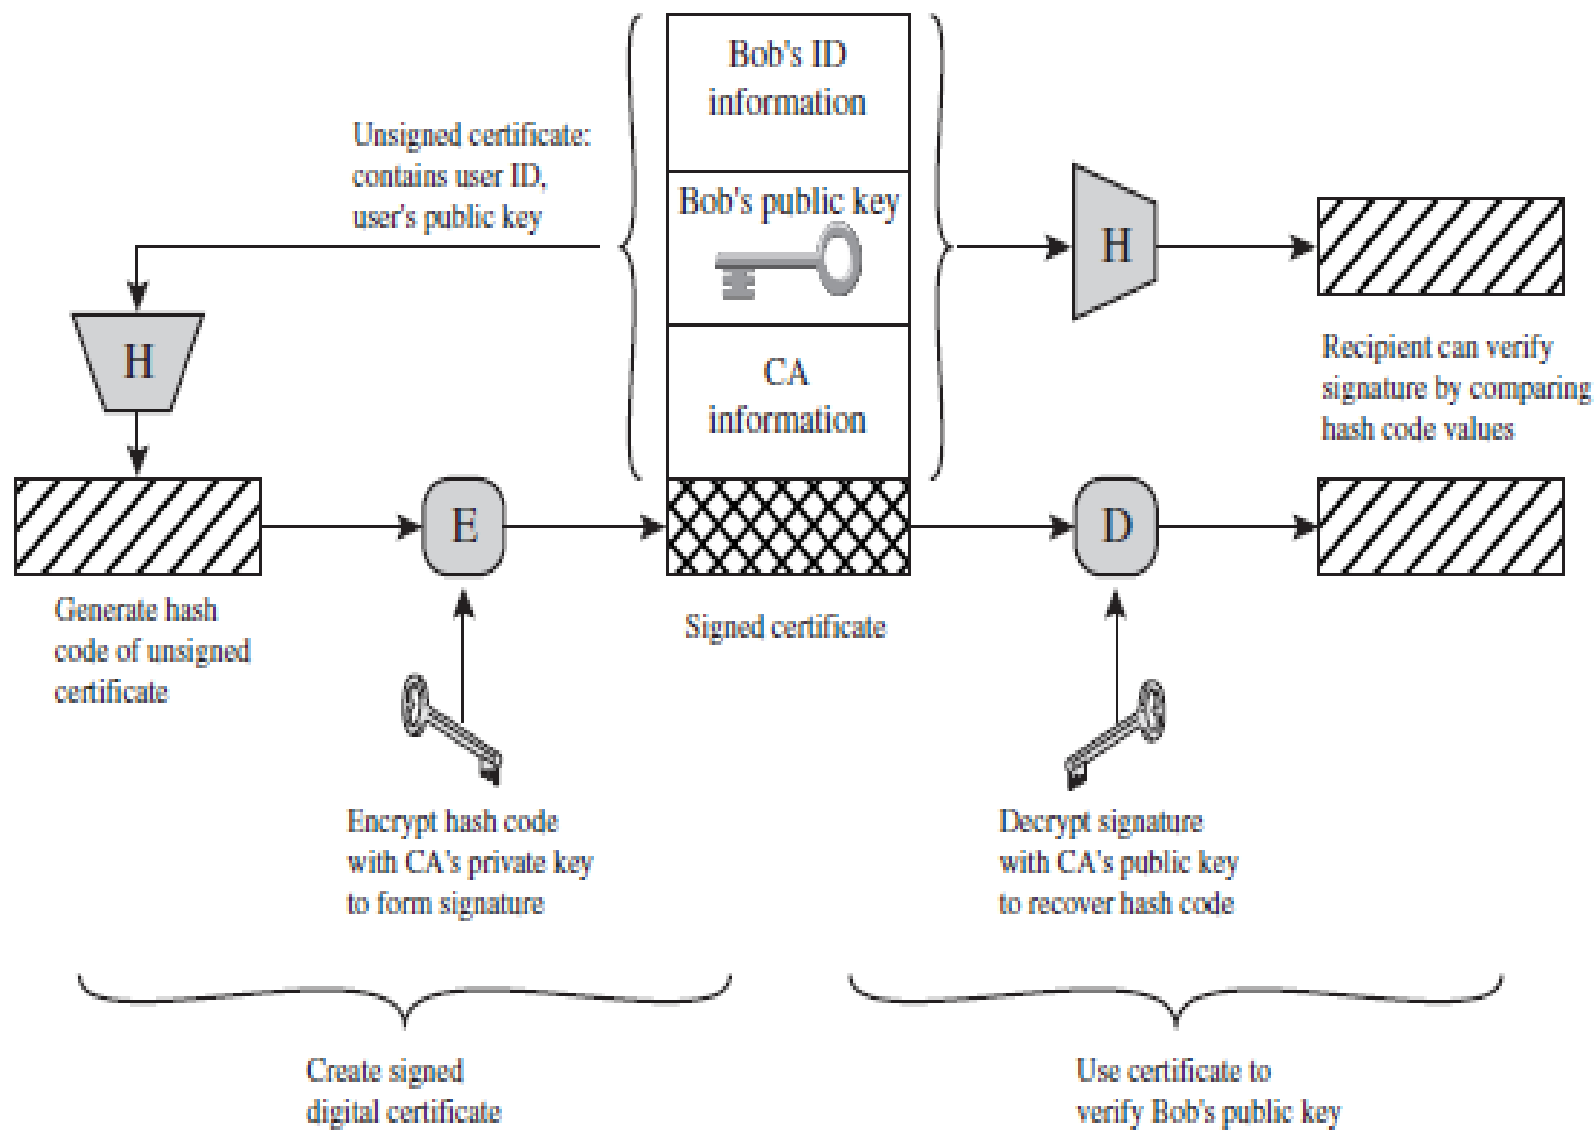 Bob's ID
information
Unsigned certificate:
contains user ID,
user's public key
Bob's public key
H
H
CA
information
Recipient can verify
signature by comparing
hash code values
E
D
Generate hash
code of unsigned
certificate
Signed certificate
Encrypt hash code
with CA's private key
to form signature
Decrypt signature
with CA's public key
to recover hash code
Create signed
digital certificate
Use certificate to
verify Bob's public key